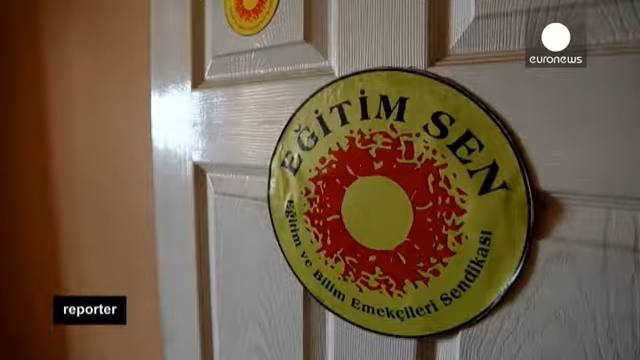 euronews
EĞİTİM SEN
Eğitim ve Bilim Emekçileri Sendikası
reporter